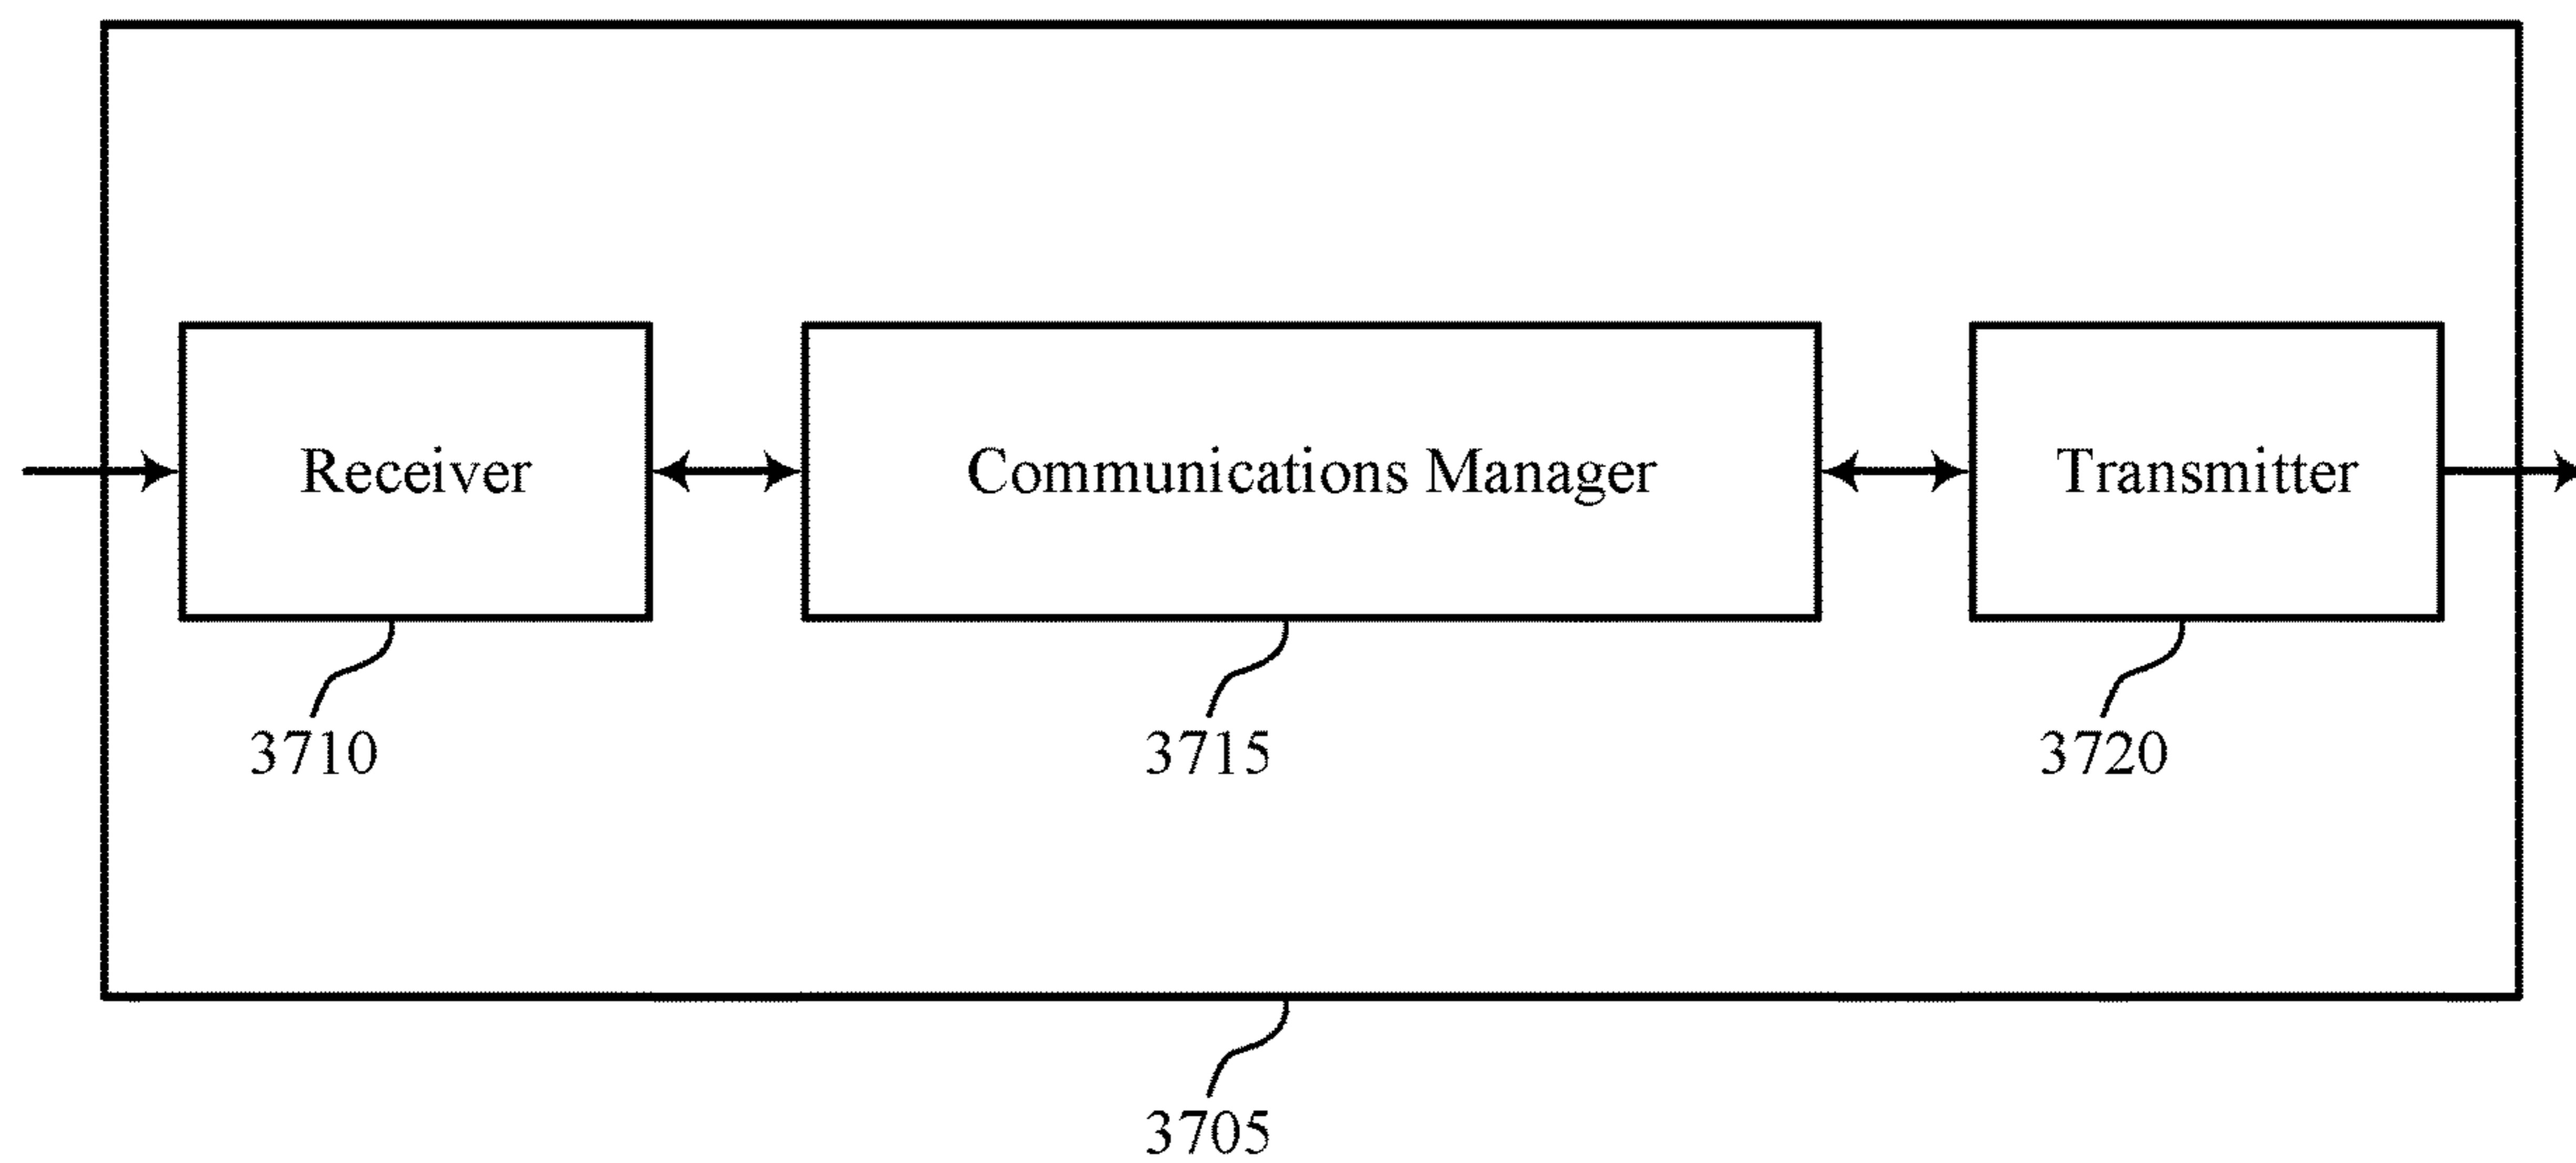 Receiver
Communications Manager
Transmitter
3710
3715
3720
3705